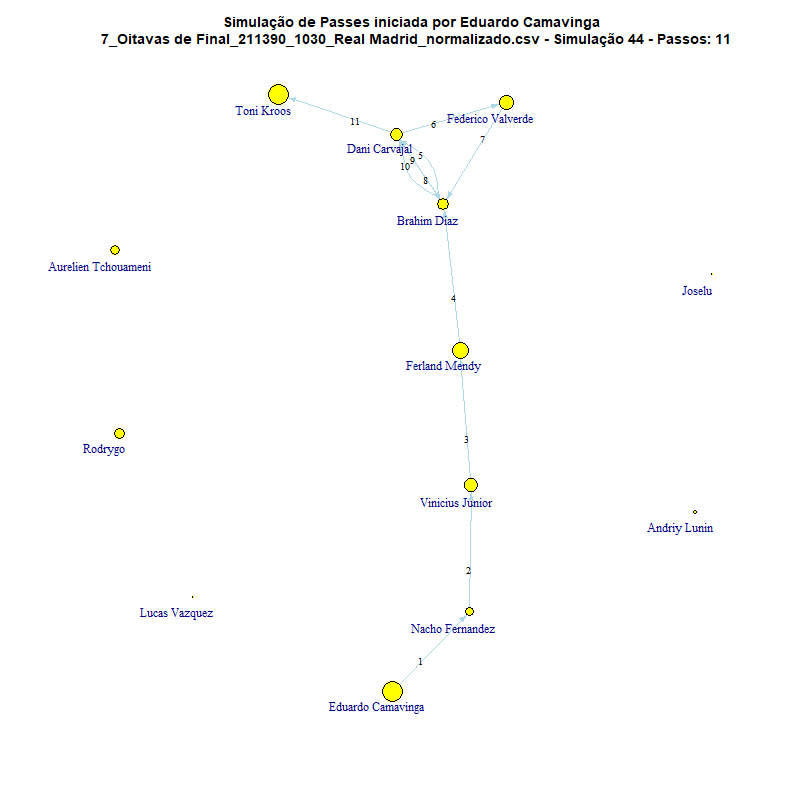 Simulação de Passes iniciada por Eduardo Camavinga
7_Oitavas de Final_211390_1030_Real Madrid_normalizado.csv - Simulação 44 - Passos: 11
Toni Kroos
11
6
Federico Valverde
Dani Carvajal
7
5
9
10
8
Brahim Diaz
Aurelien Tchouameni
Joselu
4
Ferland Mendy
3
Rodrygo
Vinicius Junior
Andriy Lunin
2
Lucas Vazquez
Nacho Fernandez
1
Eduardo Camavinga